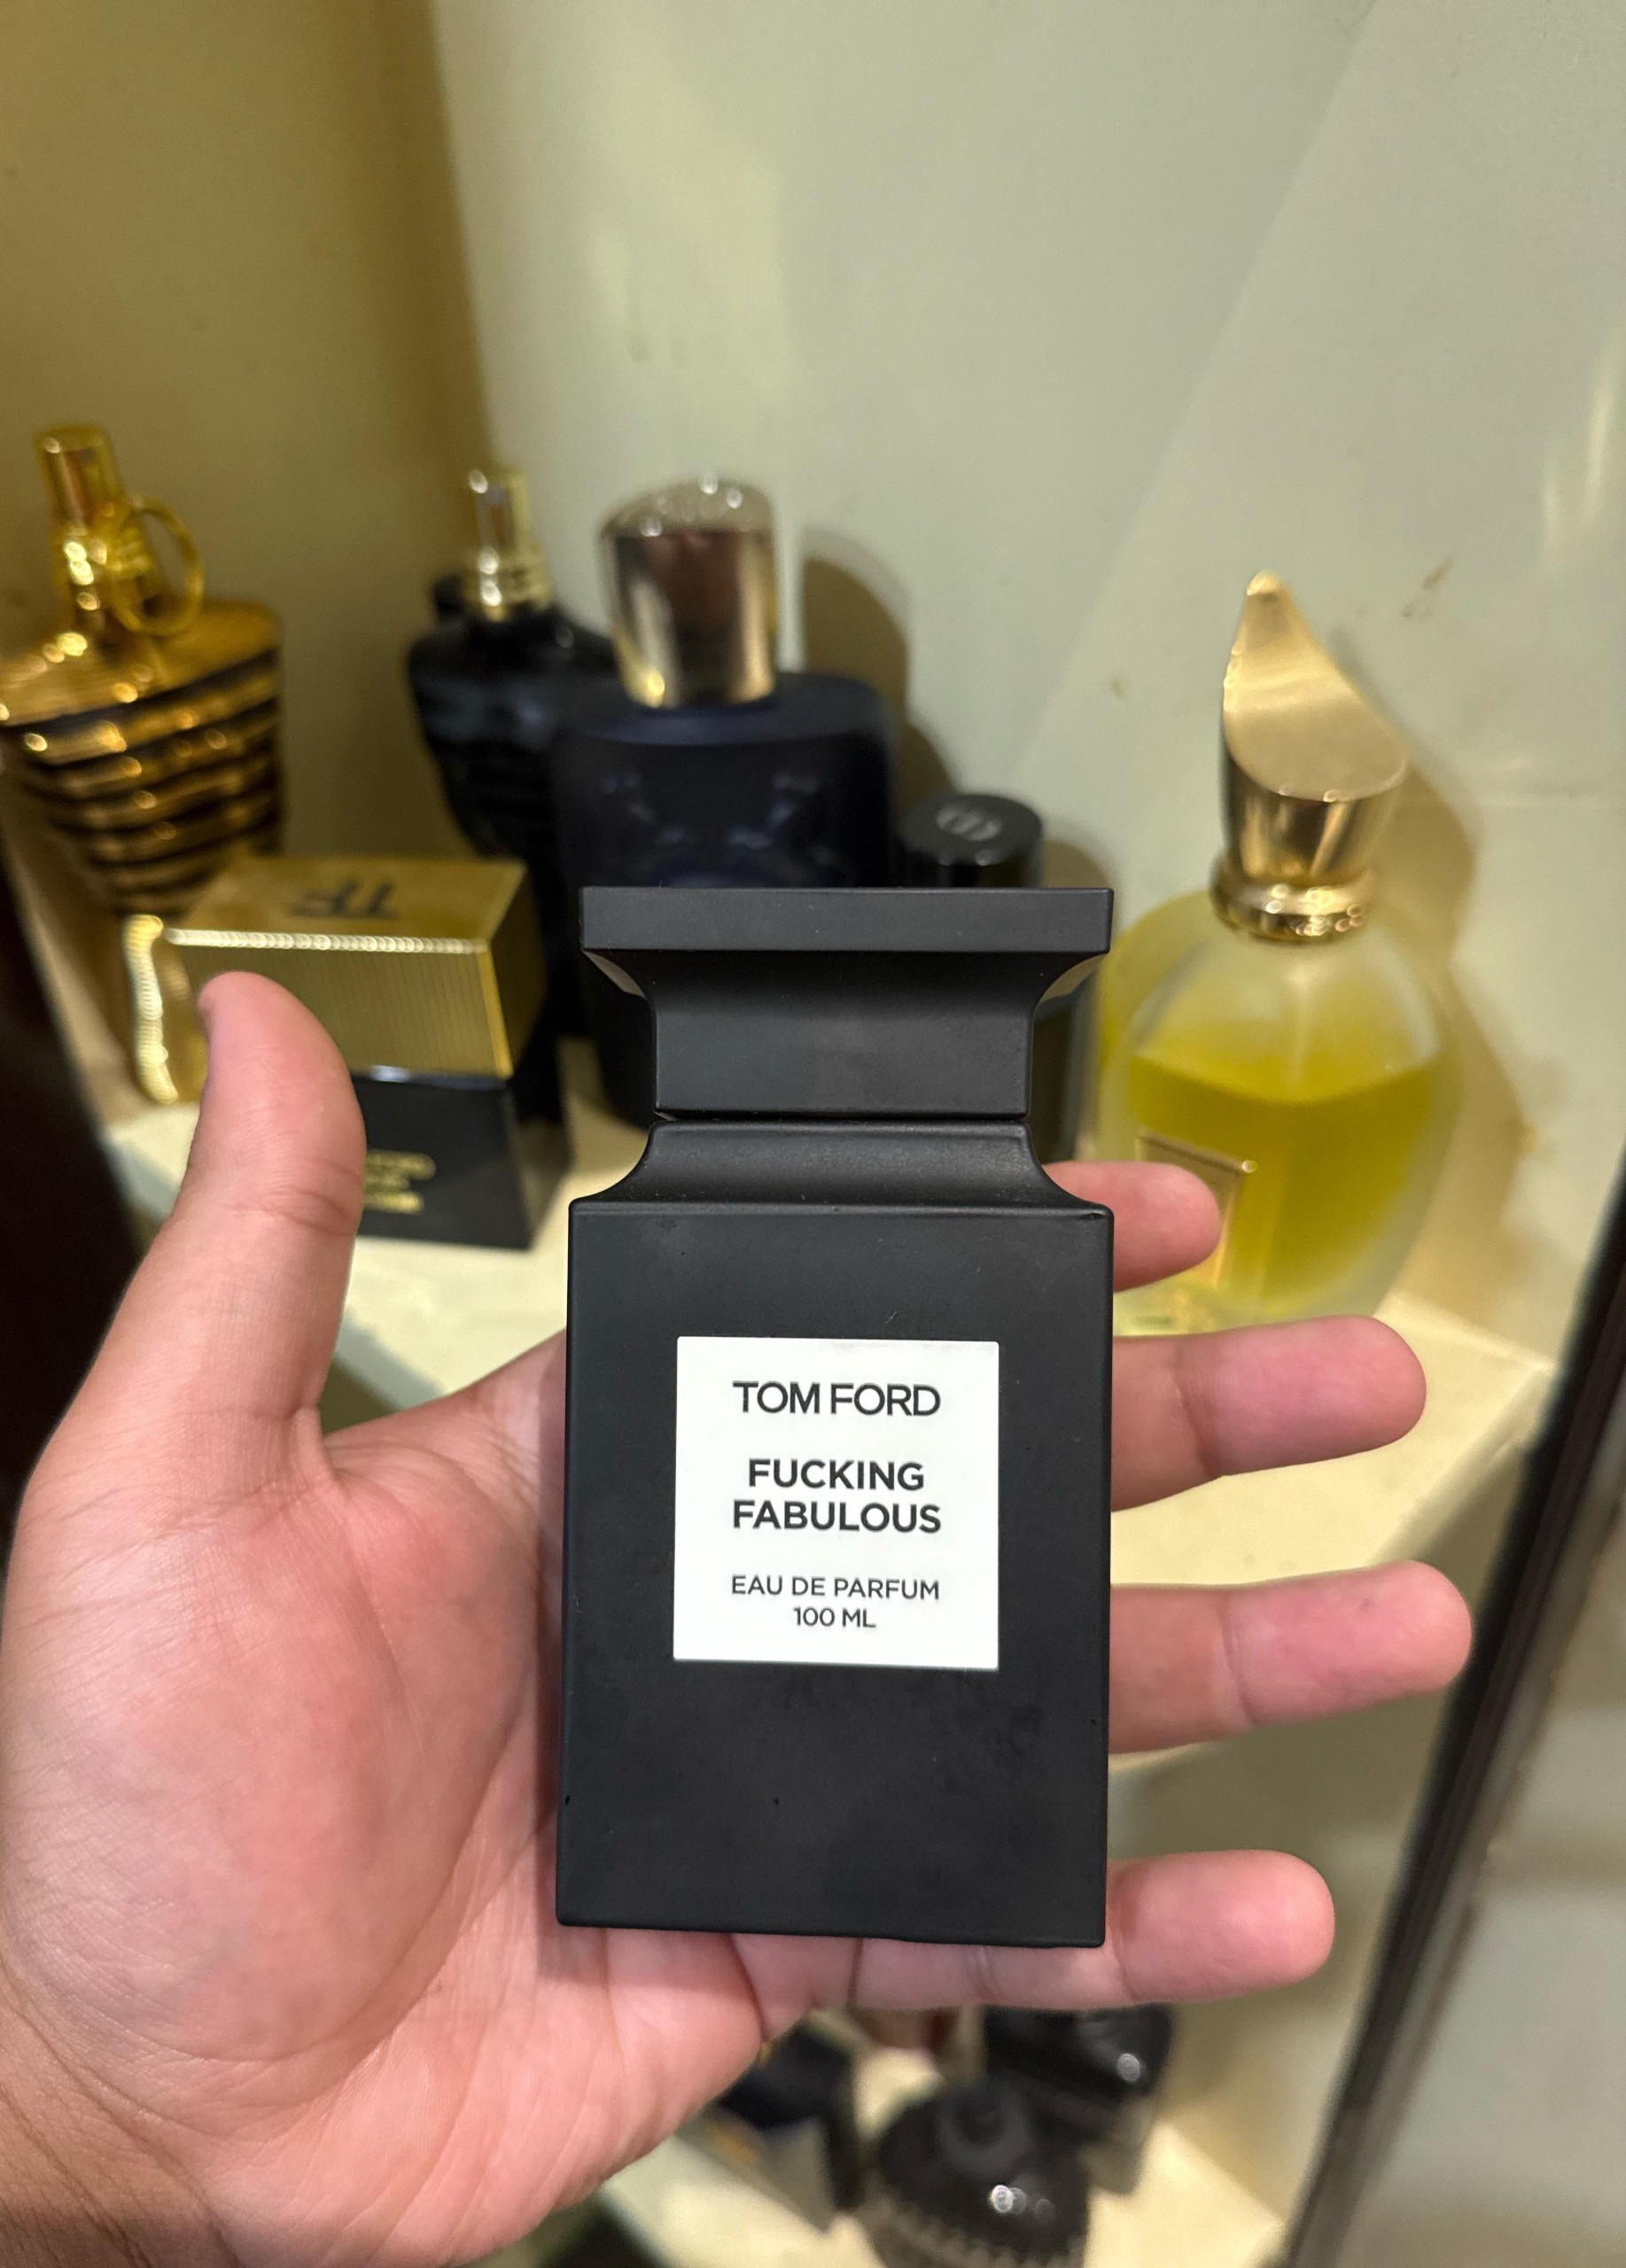 TOM FORD
FUCKING
FABULOUS
EAU DE PARFUM
100 ML